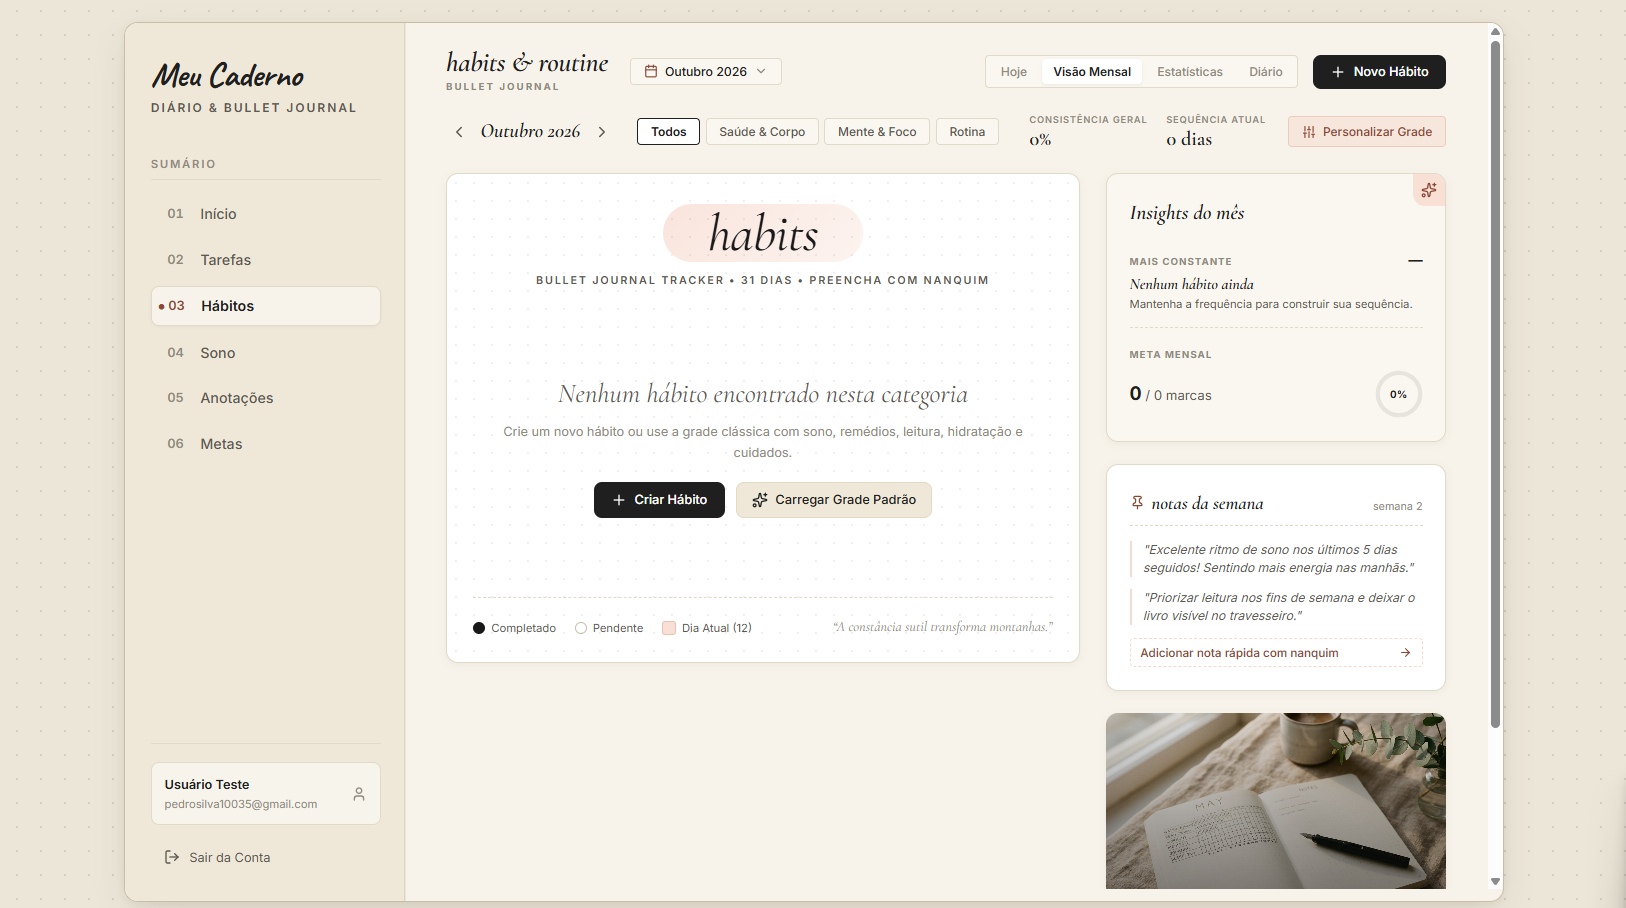 Meu Caderno
DIÁRIO & BULLET JOURNAL
SUMÁRIO
01 Início
02 Tarefas
03 Hábitos
04 Sono
05 Anotações
06 Metas
Usuário Teste
pedrosilva10035@gmail.com
Sair da Conta
habits & routine
BULLET JOURNAL
Outubro 2026
Hoje
Visão Mensal
Estatísticas
Diário
Novo Hábito
Outubro 2026
Todos
Saúde & Corpo
Mente & Foco
Rotina
CONSISTÊNCIA GERAL
0%
SEQUÊNCIA ATUAL
0 dias
Personalizar Grade
habits
BULLET JOURNAL TRACKER • 31 DIAS • PREENCHA COM NANQUIM
Nenhum hábito encontrado nesta categoria
Crie um novo hábito ou use a grade clássica com sono, remédios, leitura, hidratação e
cuidados.
Criar Hábito
Carregar Grade Padrão
Completado
Pendente
Dia Atual (12)
“A constância sutil transforma montanhas.”
Insights do mês
MAIS CONSTANTE —
Nenhum hábito ainda
Mantenha a frequência para construir sua sequência.
META MENSAL
0 / 0 marcas
0%
notas da semana
semana 2
"Excelente ritmo de sono nos últimos 5 dias
seguidos! Sentindo mais energia nas manhãs."
"Priorizar leitura nos fins de semana e deixar o
livro visível no travesseiro."
Adicionar nota rápida com nanquim
MAY